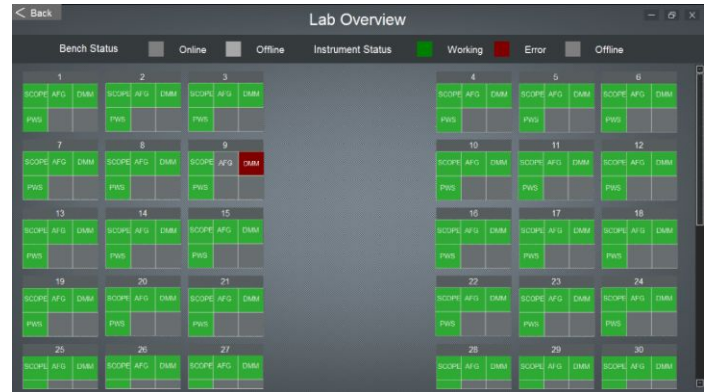 < Back
Lab Overview
Bench Status Online Offline Instrument Status Working Error Offline
1 2 3 4 5 6
SCOPE AFG DMM SCOPE AFG DMM SCOPE AFG DMM SCOPE AFG DMM SCOPE AFG DMM SCOPE AFG DMM
PWS PWS PWS PWS PWS PWS
7 8 9 10 11 12
SCOPE AFG DMM SCOPE AFG DMM SCOPE AFG DMM SCOPE AFG DMM SCOPE AFG DMM SCOPE AFG DMM
PWS PWS PWS PWS PWS PWS
13 14 15 16 17 18
SCOPE AFG DMM SCOPE AFG DMM SCOPE AFG DMM SCOPE AFG DMM SCOPE AFG DMM SCOPE AFG DMM
PWS PWS PWS PWS PWS PWS
19 20 21 22 23 24
SCOPE AFG DMM SCOPE AFG DMM SCOPE AFG DMM SCOPE AFG DMM SCOPE AFG DMM SCOPE AFG DMM
PWS PWS PWS PWS PWS PWS
25 26 27 28 29 30
SCOPE AFG DMM SCOPE AFG DMM SCOPE AFG DMM SCOPE AFG DMM SCOPE AFG DMM SCOPE AFG DMM